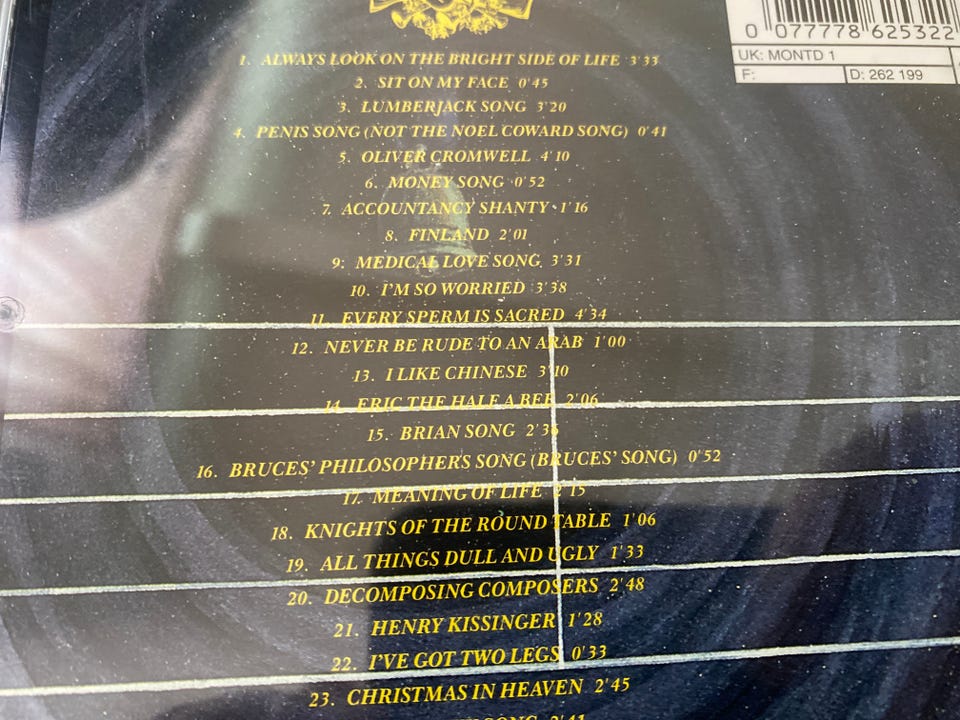 0 077778 625322
UK: MONTD 1
F:
D: 262 199
1. ALWAYS LOOK ON THE BRIGHT SIDE OF LIFE 3'33
2. SIT ON MY FACE 0'45
3. LUMBERJACK SONG 3'20
4. PENIS SONG (NOT THE NOEL COWARD SONG) 0'41
5. OLIVER CROMWELL 4'10
6. MONEY SONG 0'52
7. ACCOUNTANCY SHANTY 1'16
8. FINLAND 2'01
9: MEDICAL LOVE SONG 3'31
10. I'M SO WORRIED 3'38
11. EVERY SPERM IS SACRED 4'34
12. NEVER BE RUDE TO AN ARAB 1'00
13. I LIKE CHINESE 3'10
14. ERIC THE HALF A BEE 2'06
15. BRIAN SONG 2'36
16. BRUCES' PHILOSOPHERS SONG (BRUCES' SONG) 0'52
17. MEANING OF LIFE 2'15
18. KNIGHTS OF THE ROUND TABLE 1'06
19. ALL THINGS DULL AND UGLY 1'33
20. DECOMPOSING COMPOSERS 2'48
21. HENRY KISSINGER 1'28
22. I'VE GOT TWO LEGS 0'33
23. CHRISTMAS IN HEAVEN 2'45
SONG 2'41